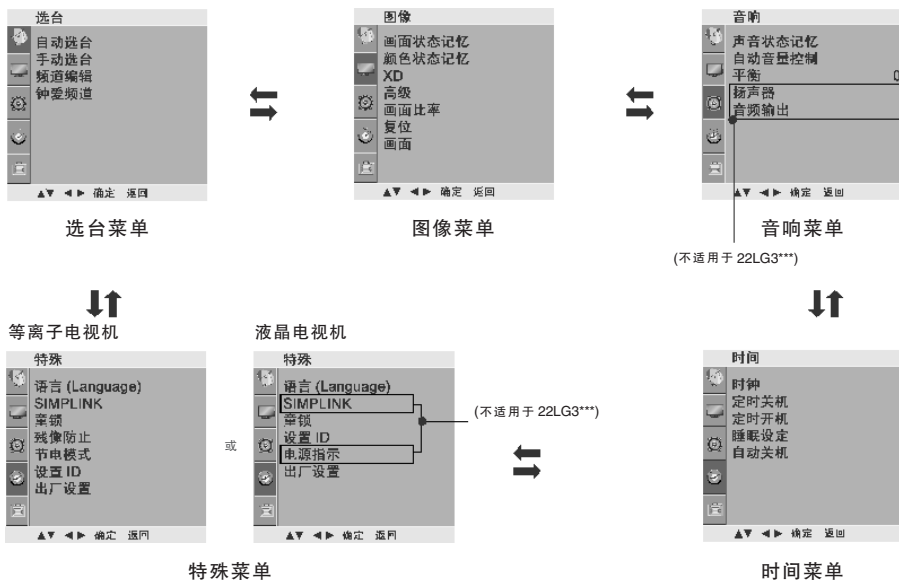 选台
自动选台
手动选台
频道编辑
钟爱频道
▲▼ ◀▶ 确定 返回
选台菜单
图像
画面状态记忆
颜色状态记忆
XD
高级
画面比率
复位
画面
▲▼ ◀▶ 确定 返回
图像菜单
音响
声音状态记忆
自动音量控制
平衡 0
扬声器
音频输出
▲▼ ◀▶ 确定 返回
音响菜单
(不适用于 22LG3***)
等离子电视机
特殊
语言 (Language)
SIMPLINK
童锁
残像防止
节电模式
设置 ID
出厂设置
▲▼ ◀▶ 确定 返回
或
液晶电视机
特殊
语言 (Language)
SIMPLINK
童锁
设置 ID
电源指示
出厂设置
▲▼ ◀▶ 确定 返回
(不适用于 22LG3***)
特殊菜单
时间
时钟
定时关机
定时开机
睡眠设定
自动关机
▲▼ ◀▶ 确定 返回
时间菜单